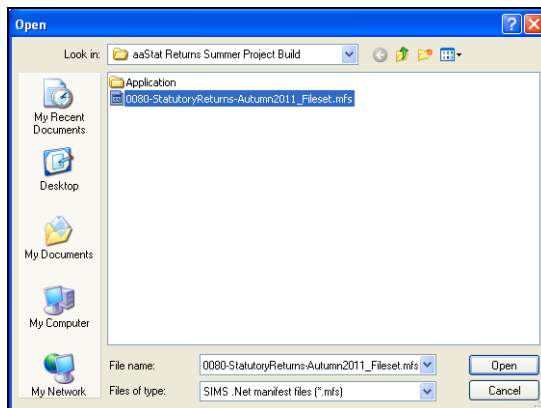 Open
Look in: aaStat Returns Summer Project Build
Application
0080-StatutoryReturns-Autumn2011_Fileset.mfs
My Recent
Documents
Desktop
My Documents
My Computer
My Network
File name: 0080-StatutoryReturns-Autumn2011_Fileset.mfs Open
Files of type: SIMS .Net manifest files (*.mfs) Cancel